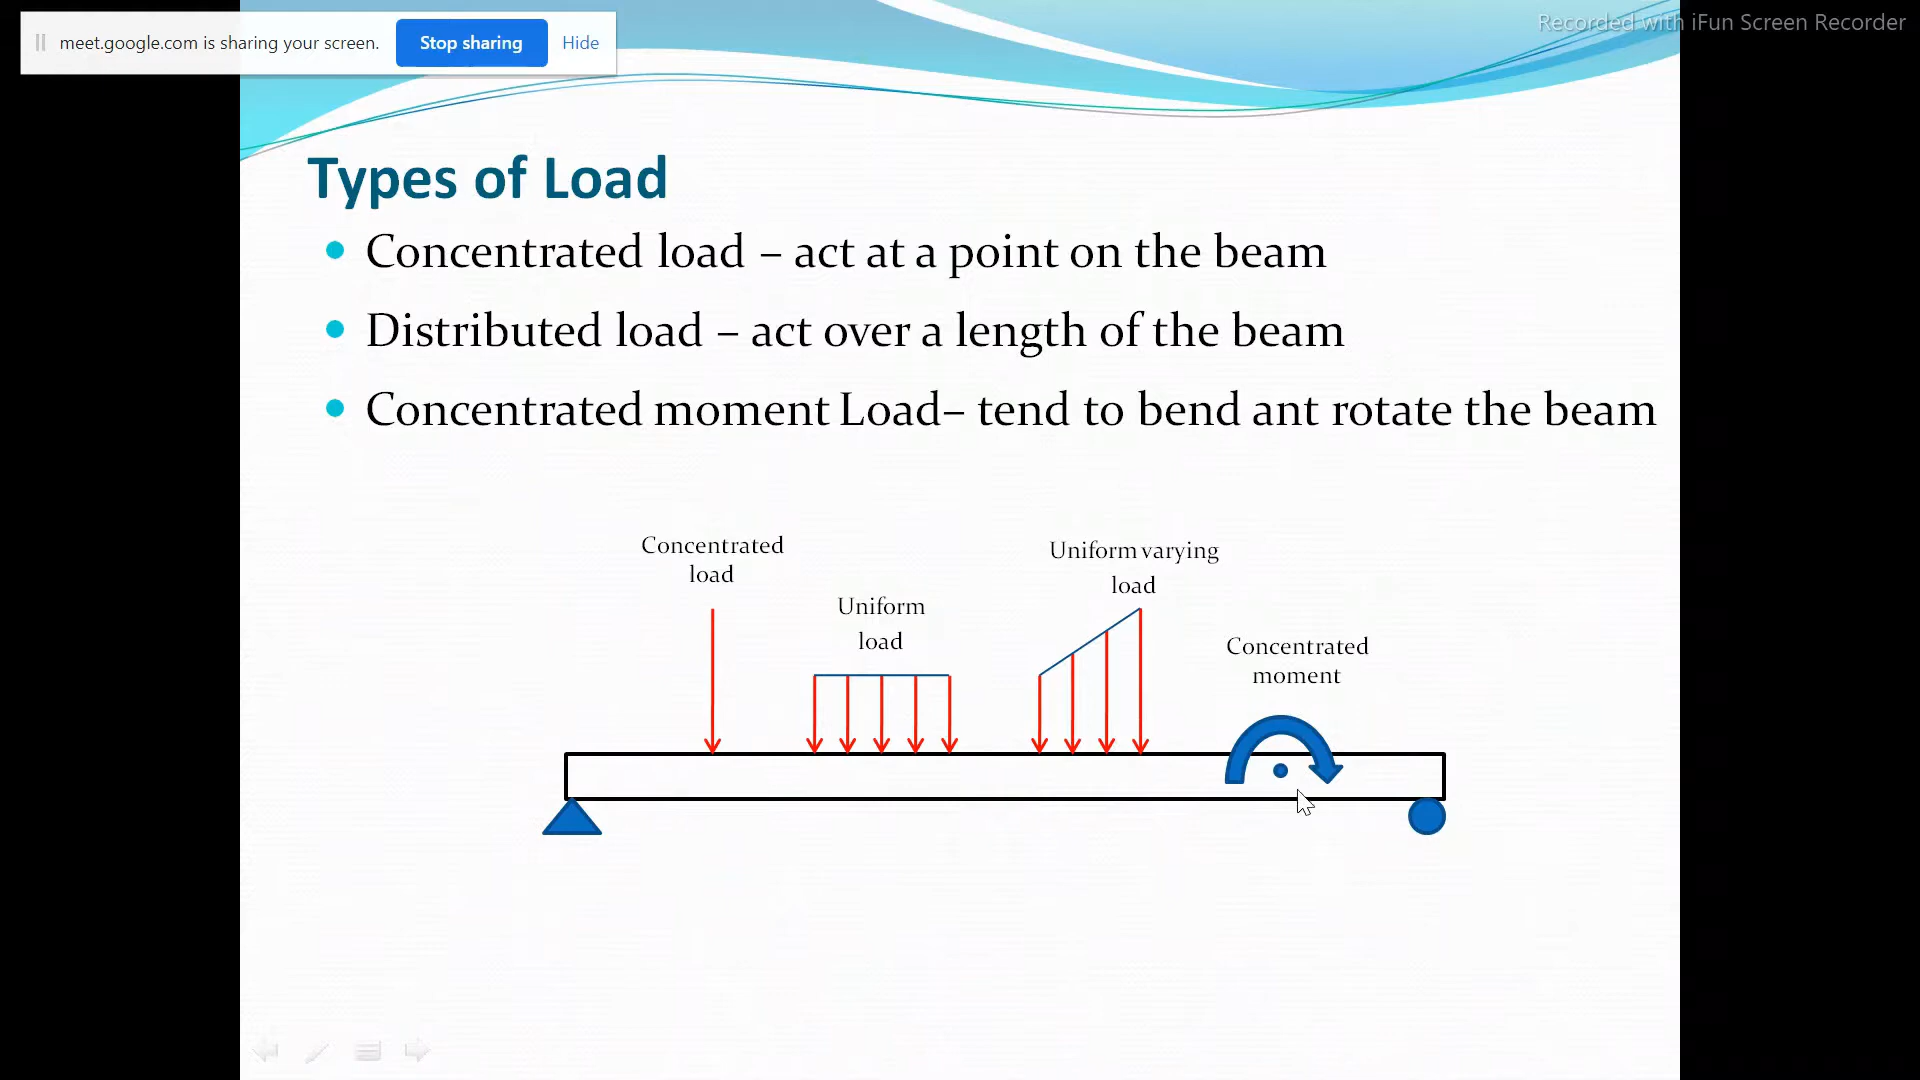 meet.google.com is sharing your screen. Stop sharing Hide
Recorded with iFun Screen Recorder
Types of Load
Concentrated load – act at a point on the beam
Distributed load – act over a length of the beam
Concentrated moment Load– tend to bend ant rotate the beam
Concentrated
load
Uniform
load
Uniform varying
load
Concentrated
moment